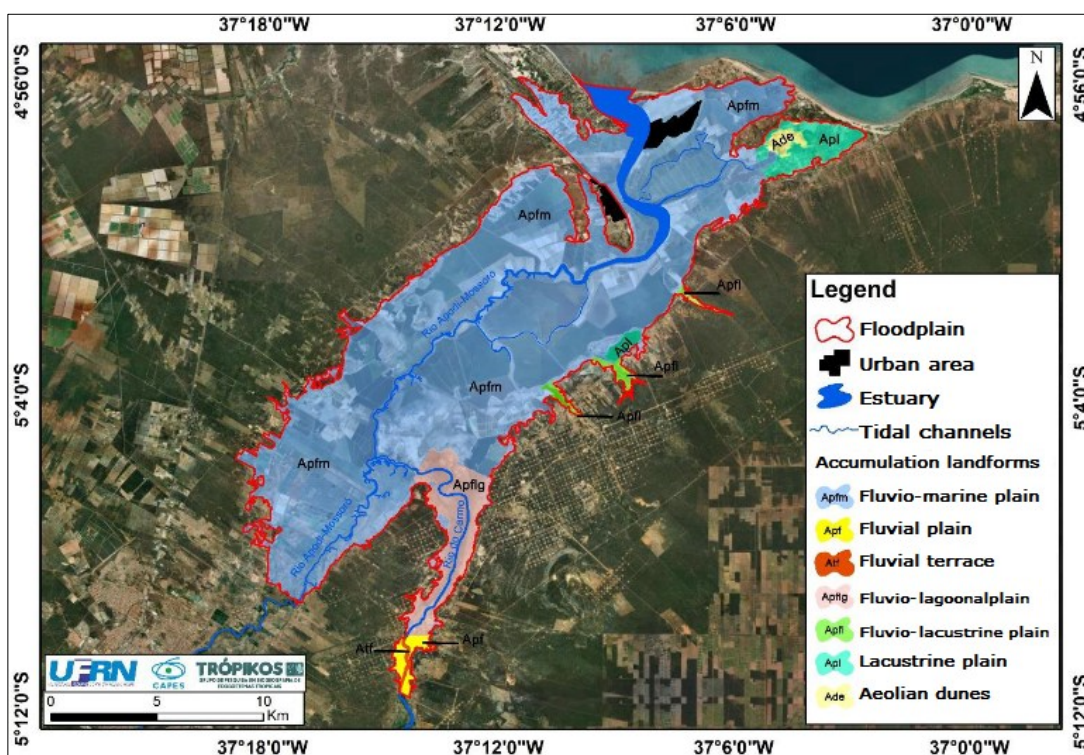 37°18'0"W 37°12'0"W 37°6'0"W 37°0'0"W
4°56'0"S
4°56'0"S
N
Apfm
Ade
Apl
Apfm
Rio Apodi-Mossoró
Apfl
Apl
Apfl
Apfl
5°4'0"S
5°4'0"S
Apfm
Apfm
Apflg
Rio Apodi-Mossoró
Rio do Carmo
Atf
Apf
Legend
Floodplain
Urban area
Estuary
Tidal channels
Accumulation landforms
Apfm Fluvio-marine plain
Apf Fluvial plain
Atf Fluvial terrace
Apflg Fluvio-lagoonalplain
Apfl Fluvio-lacustrine plain
Apl Lacustrine plain
Ade Aeolian dunes
UFRN
CAPES
TRÓPIKOS
0 5 10
Km
5°12'0"S
5°12'0"S
37°18'0"W 37°12'0"W 37°6'0"W 37°0'0"W